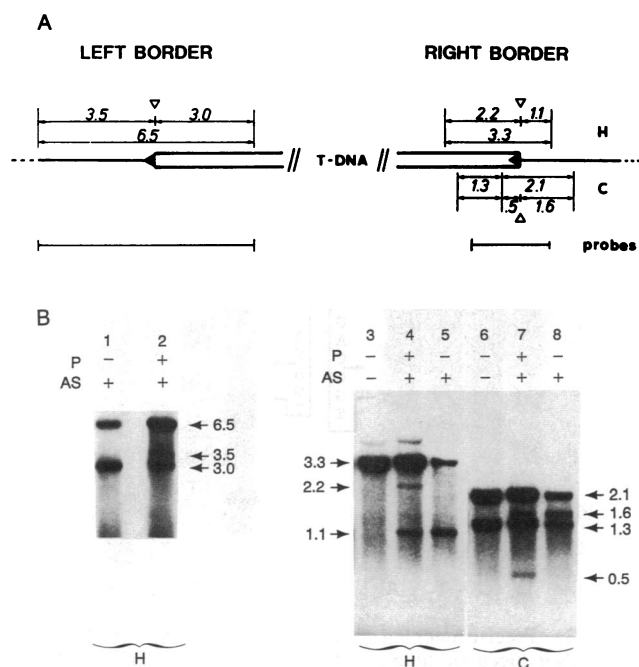 A
LEFT BORDER RIGHT BORDER
3.5 3.0 2.2 1.1
6.5 3.3 H
T-DNA
1.3 2.1 C
.5 1.6
probes
B
1 2 3 4 5 6 7 8
P - + P - + - +
AS + + AS - + + - + +
6.5
3.5
3.0
3.3
2.2
1.1
2.1
1.6
1.3
0.5
H H C